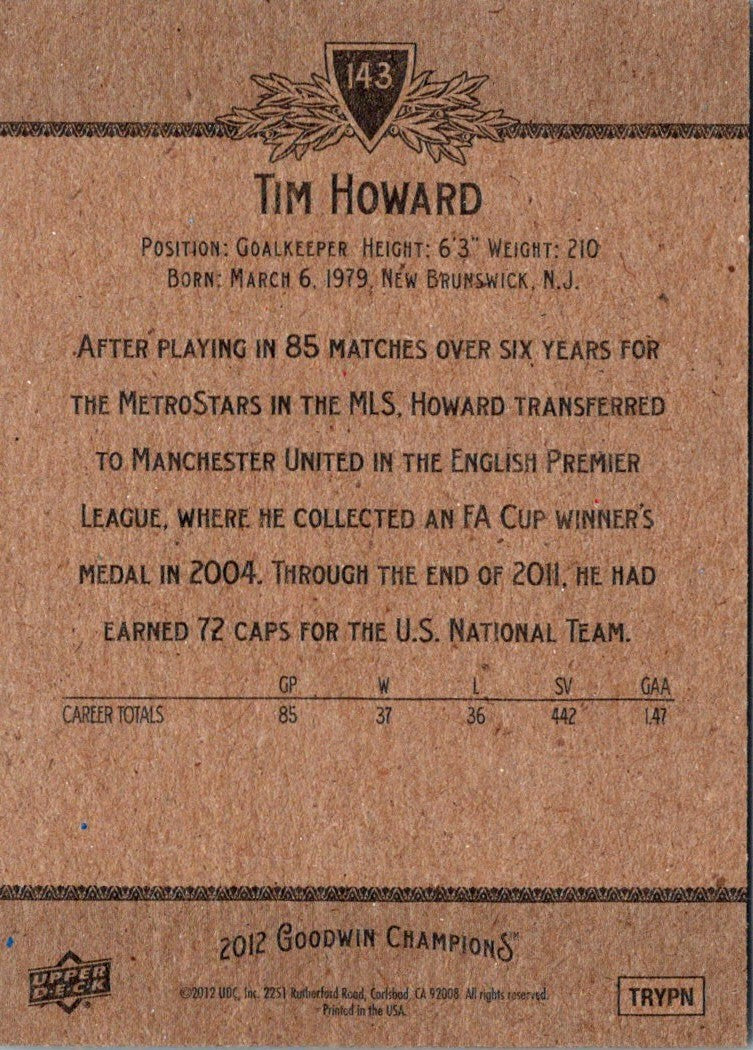 143
TIM HOWARD
POSITION: GOALKEEPER HEIGHT: 6'3" WEIGHT: 210
BORN: MARCH 6, 1979, NEW BRUNSWICK, N.J.
AFTER PLAYING IN 85 MATCHES OVER SIX YEARS FOR
THE METROSTARS IN THE MLS, HOWARD TRANSFERRED
TO MANCHESTER UNITED IN THE ENGLISH PREMIER
LEAGUE, WHERE HE COLLECTED AN FA CUP WINNER'S
MEDAL IN 2004. THROUGH THE END OF 2011, HE HAD
EARNED 72 CAPS FOR THE U.S. NATIONAL TEAM.
GP W L SV GAA
CAREER TOTALS 85 37 36 442 1.47
2012 GOODWIN CHAMPIONS™
UPPER
DECK
©2012 UDC, Inc. 2251 Rutherford Road, Carlsbad, CA 92008. All rights reserved.
Printed in the USA.
TRYPN